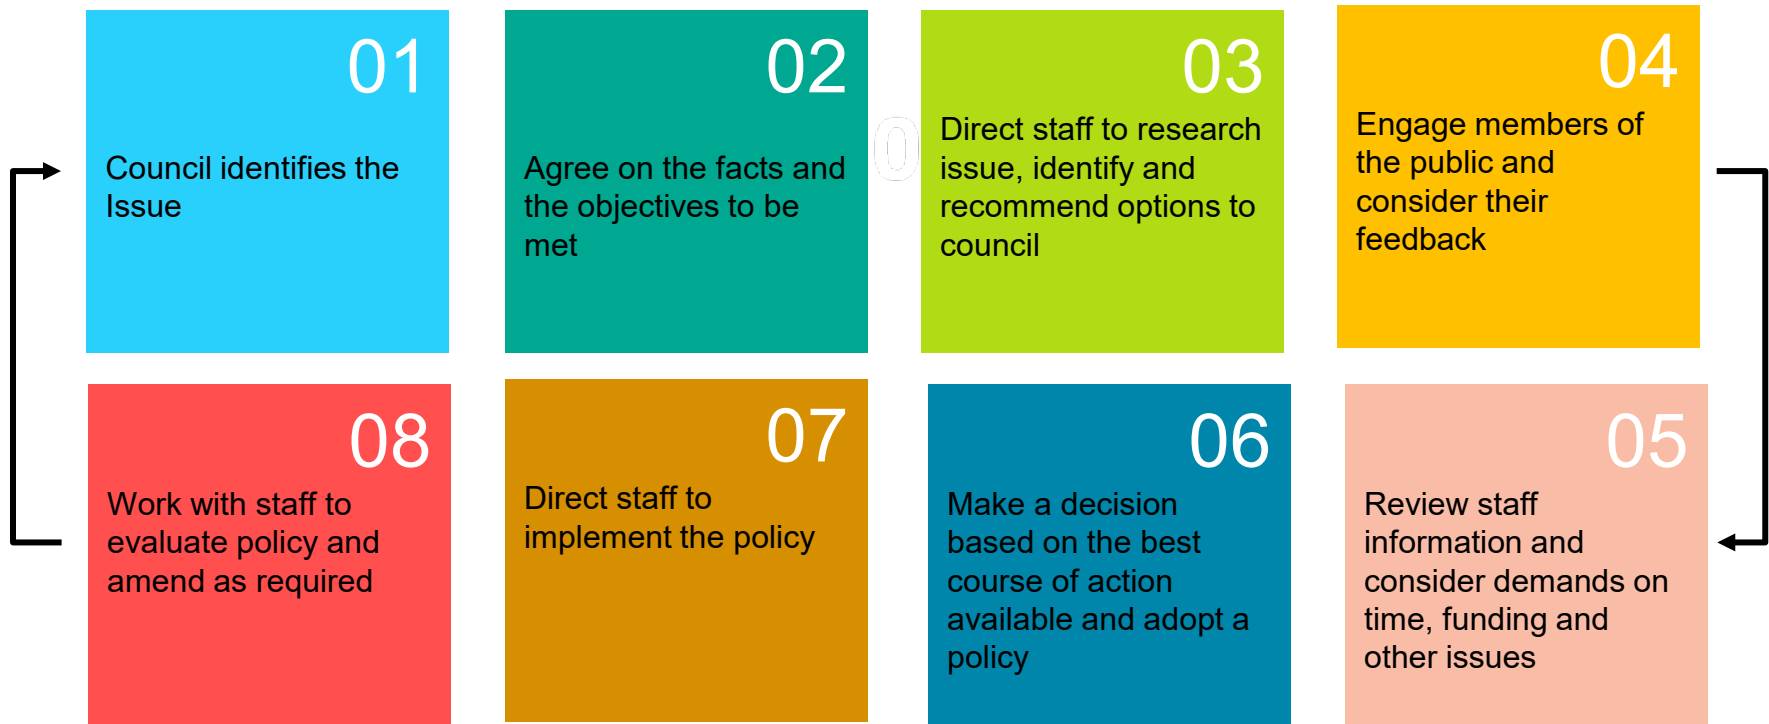 01
Council identifies the
Issue
02
Agree on the facts and
the objectives to be
met
0
03
Direct staff to research
issue, identify and
recommend options to
council
04
Engage members of
the public and
consider their
feedback
05
Review staff
information and
consider demands on
time, funding and
other issues
06
Make a decision
based on the best
course of action
available and adopt a
policy
07
Direct staff to
implement the policy
08
Work with staff to
evaluate policy and
amend as required